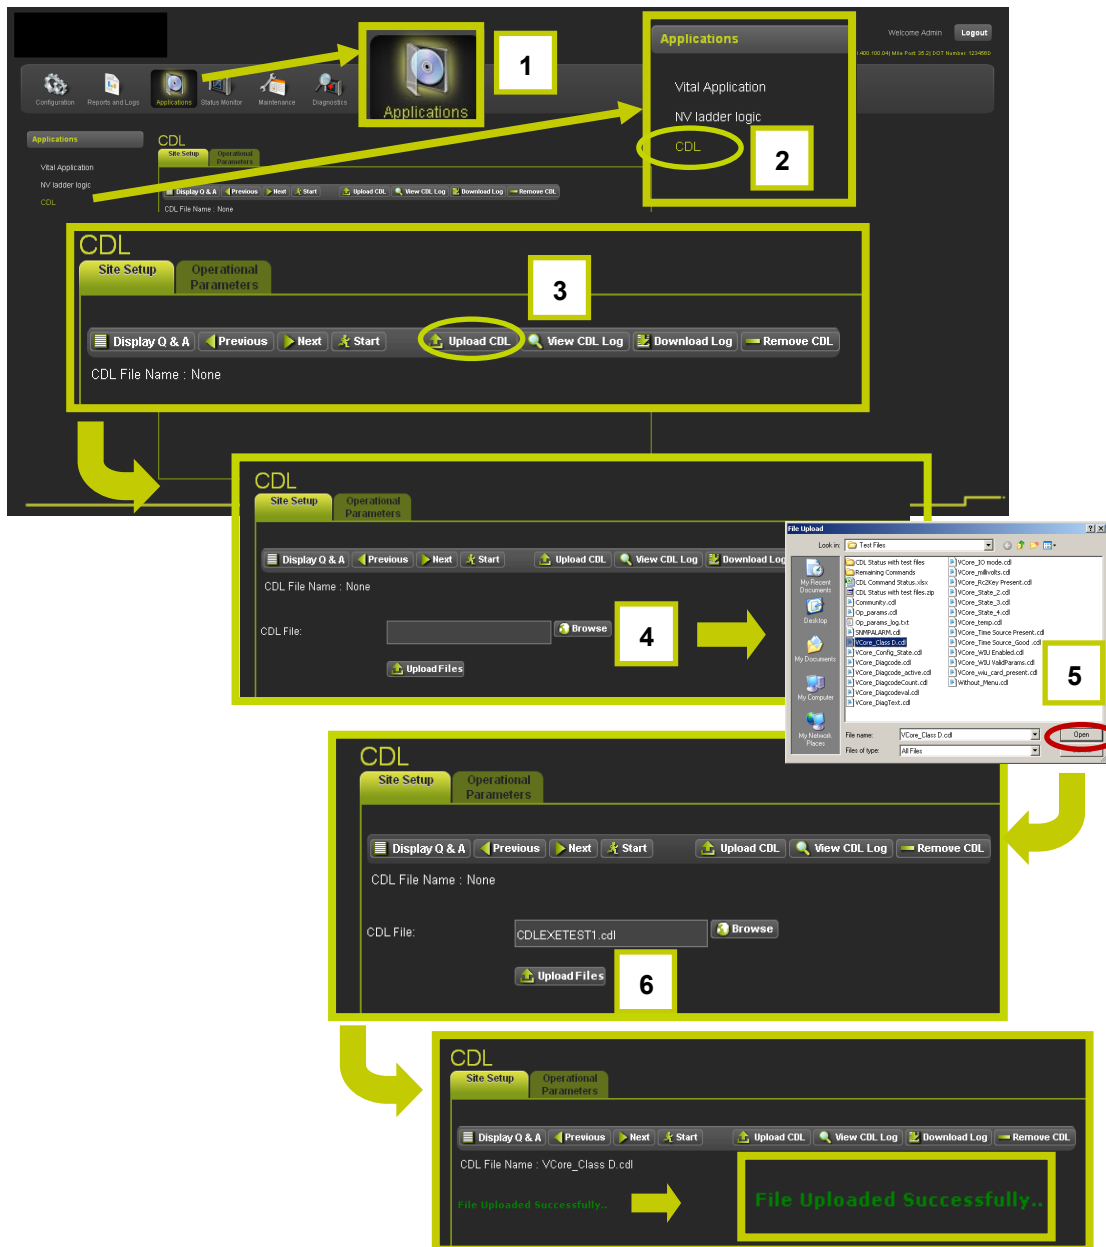 Welcome Admin
Logout
400.100.04| Mile Post 35.2| DOT Number 123456D
Configuration
Reports and Logs
Applications
Status Monitor
Maintenance
Diagnostics
Applications
1
Applications
Vital Application
NV ladder logic
CDL
2
Applications
Vital Application
NV ladder logic
CDL
CDL
Site Setup
Operational Parameters
Display Q & A
Previous
Next
Start
Upload CDL
View CDL Log
Download Log
Remove CDL
CDL File Name : None
CDL
Site Setup
Operational
Parameters
3
Display Q & A
Previous
Next
Start
Upload CDL
View CDL Log
Download Log
Remove CDL
CDL File Name : None
CDL
Site Setup
Operational
Parameters
Display Q & A
Previous
Next
Start
Upload CDL
View CDL Log
Download Log
CDL File Name : None
CDL File:
Browse
Upload Files
4
File Upload
Look in:
Test Files
My Recent
Documents
Desktop
My Documents
My Computer
My Network
Places
CDL Status with test files
Remaining Commands
CDL Command Status.xlsx
CDL Status with test files.zip
Community.cdl
Op_params.cdl
Op_params_log.txt
SNMPALARM.cdl
VCore_Class D.cdl
VCore_Config_State.cdl
VCore_Diagcode.cdl
VCore_Diagcode_active.cdl
VCore_DiagcodeCount.cdl
VCore_Diagcodeval.cdl
VCore_DiagText.cdl
VCore_IO mode.cdl
VCore_millivolts.cdl
VCore_Rc2Key Present.cdl
VCore_State_2.cdl
VCore_State_3.cdl
VCore_State_4.cdl
VCore_temp.cdl
VCore_Time Source Present.cdl
VCore_Time Source_Good .cdl
VCore_WIU Enabled.cdl
VCore_WIU ValidParams.cdl
VCore_wiu_card_present.cdl
Without_Menu.cdl
5
File name:
VCore_Class D.cdl
Open
Files of type:
All Files
CDL
Site Setup
Operational
Parameters
Display Q & A
Previous
Next
Start
Upload CDL
View CDL Log
Remove CDL
CDL File Name : None
CDL File:
CDLEXETEST1.cdl
Browse
Upload Files
6
CDL
Site Setup
Operational
Parameters
Display Q & A
Previous
Next
Start
Upload CDL
View CDL Log
Download Log
Remove CDL
CDL File Name : VCore_Class D.cdl
File Uploaded Successfully..
File Uploaded Successfully..